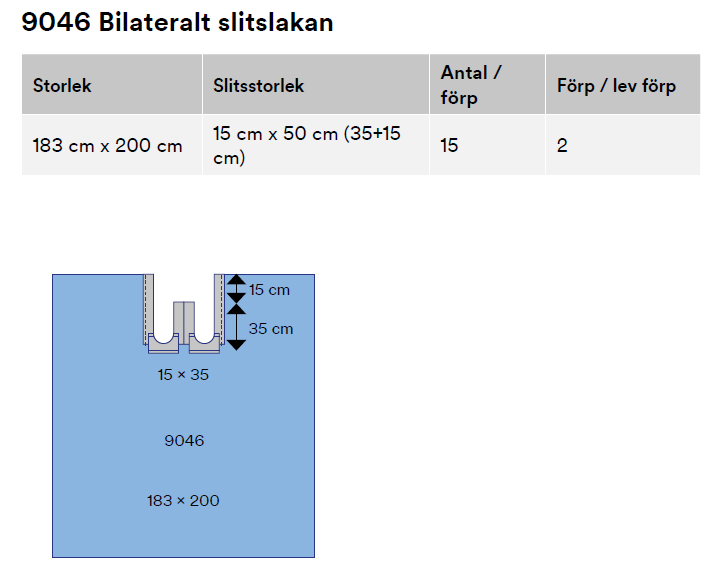 9046 Bilateralt slitslakan
Storlek
Slitsstorlek
Antal /
förp
Förp / lev förp
183 cm x 200 cm
15 cm x 50 cm (35+15
cm)
15
2
15 cm
35 cm
15 × 35
9046
183 × 200